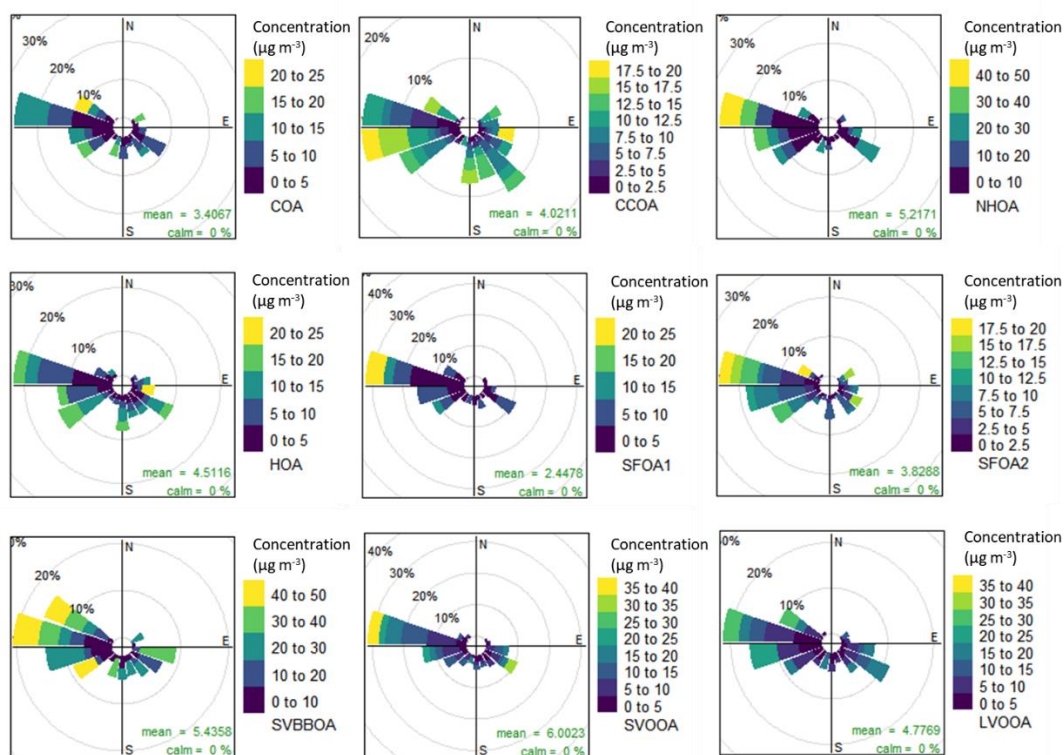 Concentration
(µg m-3)
N
30%
20%
10%
E
S
20 to 25
15 to 20
10 to 15
5 to 10
0 to 5
COA
mean = 3.4067
calm = 0 %
Concentration
(µg m-3)
N
20%
10%
E
S
17.5 to 20
15 to 17.5
12.5 to 15
10 to 12.5
7.5 to 10
5 to 7.5
2.5 to 5
0 to 2.5
CCOA
mean = 4.0211
calm = 0 %
Concentration
(µg m-3)
N
30%
20%
10%
E
S
40 to 50
30 to 40
20 to 30
10 to 20
0 to 10
NHOA
mean = 5.2171
calm = 0 %
Concentration
(µg m-3)
N
30%
20%
10%
E
S
20 to 25
15 to 20
10 to 15
5 to 10
0 to 5
HOA
mean = 4.5116
calm = 0 %
Concentration
(µg m-3)
N
40%
30%
20%
10%
E
S
20 to 25
15 to 20
10 to 15
5 to 10
0 to 5
SFOA1
mean = 2.4478
calm = 0 %
Concentration
(µg m-3)
N
30%
20%
10%
E
S
17.5 to 20
15 to 17.5
12.5 to 15
10 to 12.5
7.5 to 10
5 to 7.5
2.5 to 5
0 to 2.5
SFOA2
mean = 3.8288
calm = 0 %
Concentration
(µg m-3)
N
20%
10%
E
S
40 to 50
30 to 40
20 to 30
10 to 20
0 to 10
SVBBOA
mean = 5.4358
calm = 0 %
Concentration
(µg m-3)
N
40%
30%
20%
10%
E
S
35 to 40
30 to 35
25 to 30
20 to 25
15 to 20
10 to 15
5 to 10
0 to 5
SVOOA
mean = 6.0023
calm = 0 %
Concentration
(µg m-3)
N
20%
10%
E
S
35 to 40
30 to 35
25 to 30
20 to 25
15 to 20
10 to 15
5 to 10
0 to 5
LVOOA
mean = 4.7769
calm = 0 %